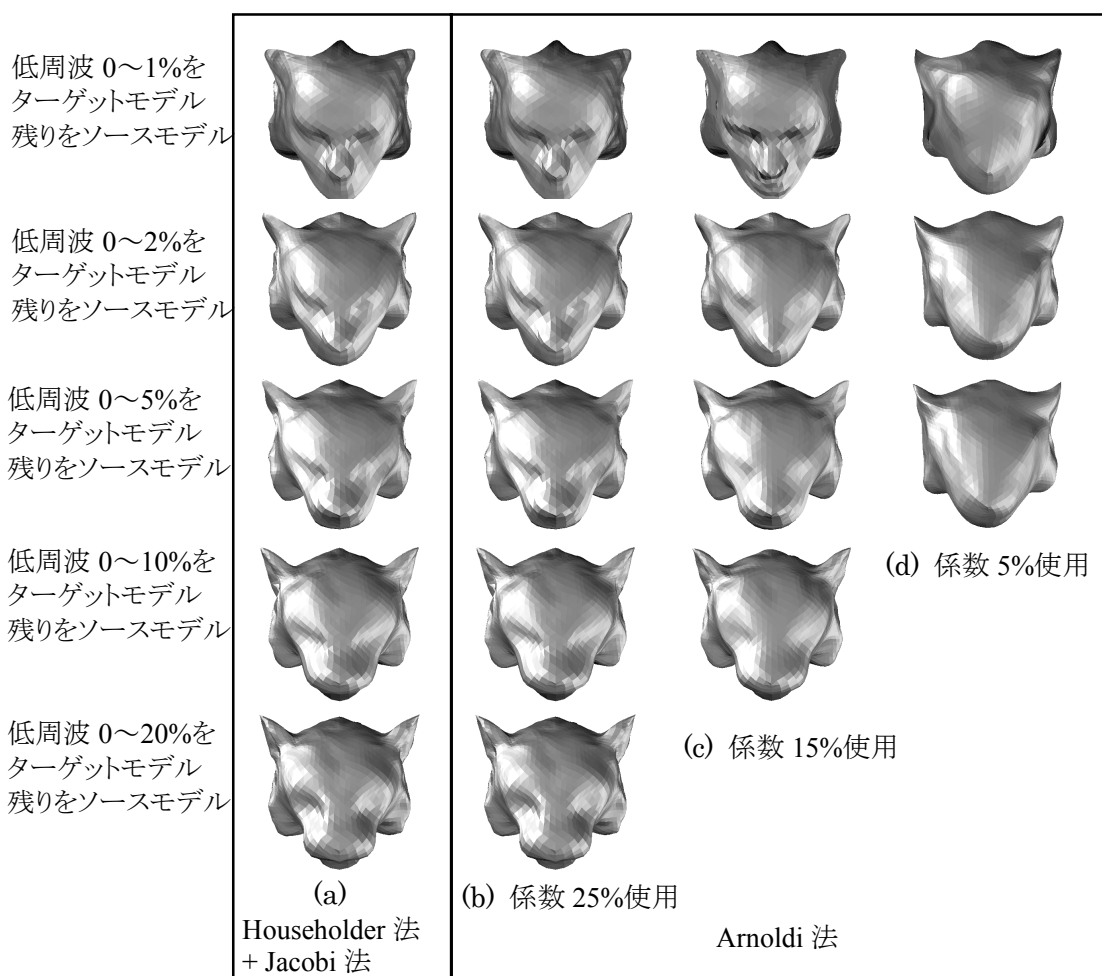 低周波 0～1%を
ターゲットモデル
残りをソースモデル
低周波 0～2%を
ターゲットモデル
残りをソースモデル
低周波 0～5%を
ターゲットモデル
残りをソースモデル
低周波 0～10%を
ターゲットモデル
残りをソースモデル
(d) 係数 5%使用
低周波 0～20%を
ターゲットモデル
残りをソースモデル
(c) 係数 15%使用
(a)
(b) 係数 25%使用
Householder 法
+ Jacobi 法
Arnoldi 法